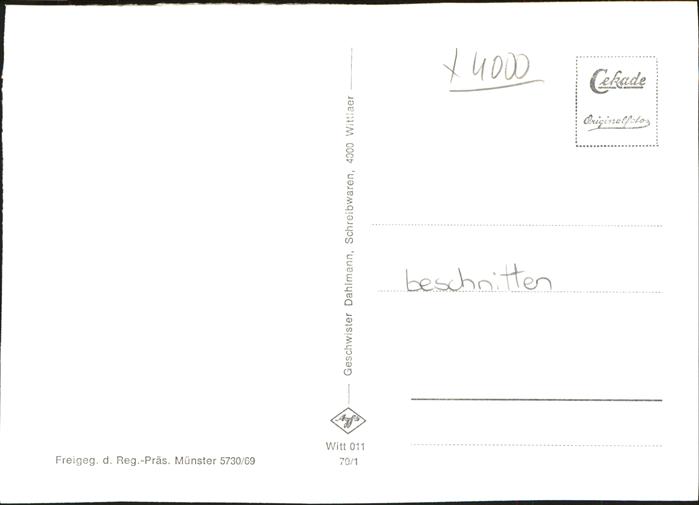 x 4000
Cekade
Originalfoto
Geschwister Dahlmann, Schreibwaren, 4000 Wittlaer
beschnitten
Agfa
Witt 011
70/1
Freigeg. d. Reg.-Präs. Münster 5730/69